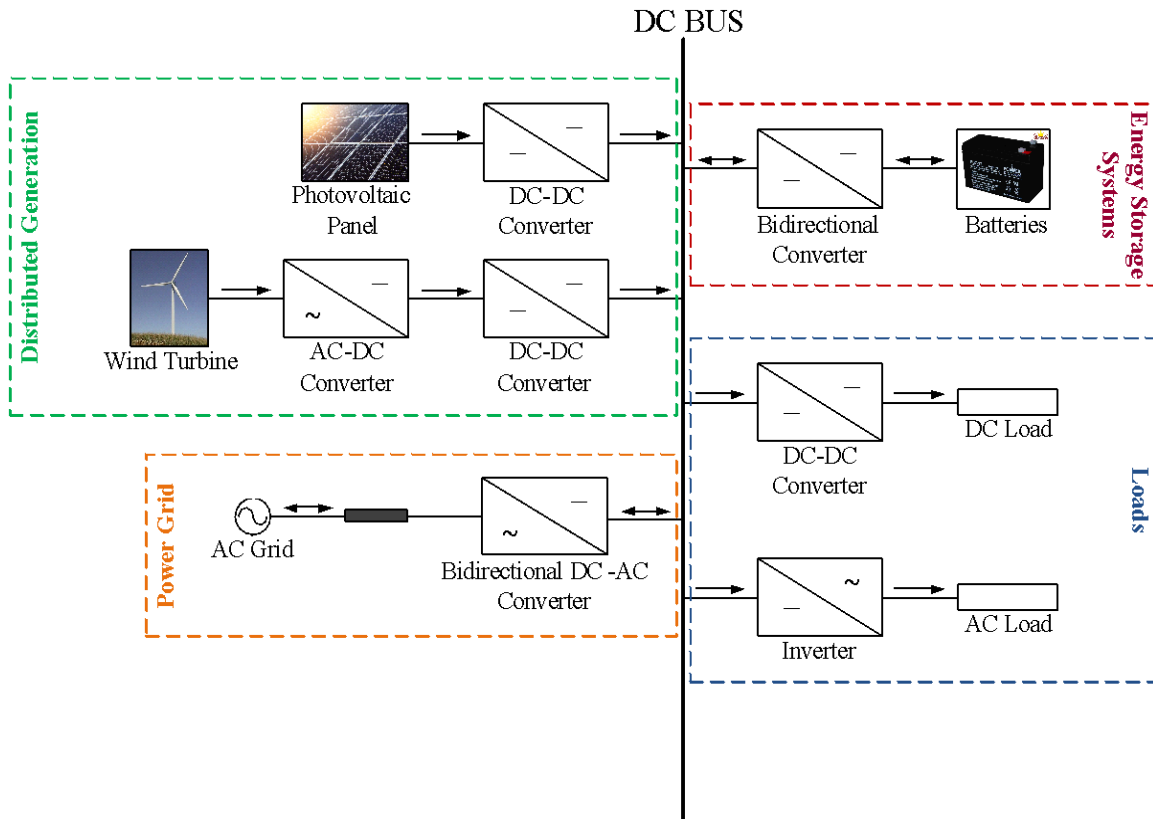 DC BUS
Distributed Generation
Photovoltaic
Panel
DC-DC
Converter
Wind Turbine
AC-DC
Converter
DC-DC
Converter
Energy Storage
Systems
Bidirectional
Converter
Batteries
Power Grid
~
AC Grid
~
Bidirectional DC -AC
Converter
Loads
DC-DC
Converter
DC Load
~
Inverter
AC Load